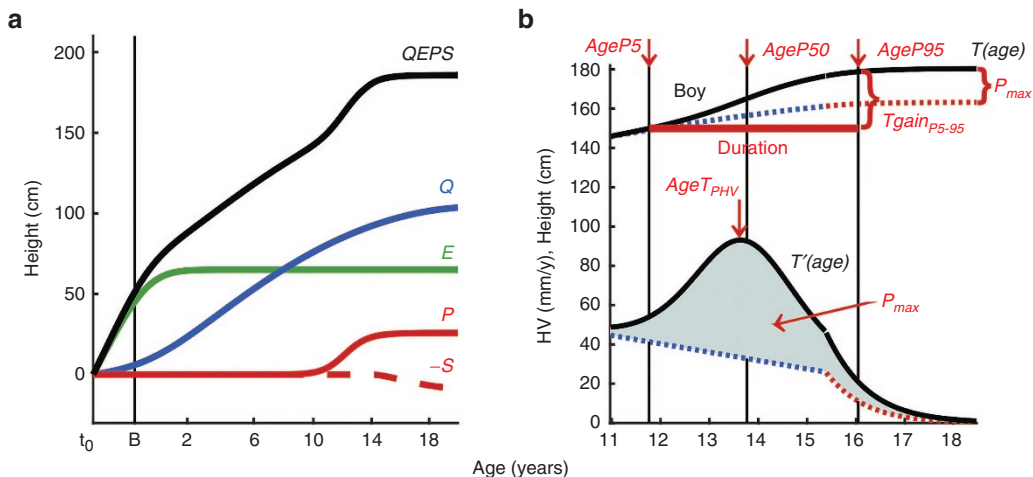 a
Height (cm)
200
150
100
50
0
QEPS
Q
E
P
–S
t0
B
2
6
10
14
18
b
HV (mm/y), Height (cm)
180
160
140
120
100
80
60
40
20
0
AgeP5
AgeP50
AgeP95
T(age)
Boy
Pmax
TgainP5-95
Duration
AgeTPHV
T′(age)
Pmax
11
12
13
14
15
16
17
18
Age (years)